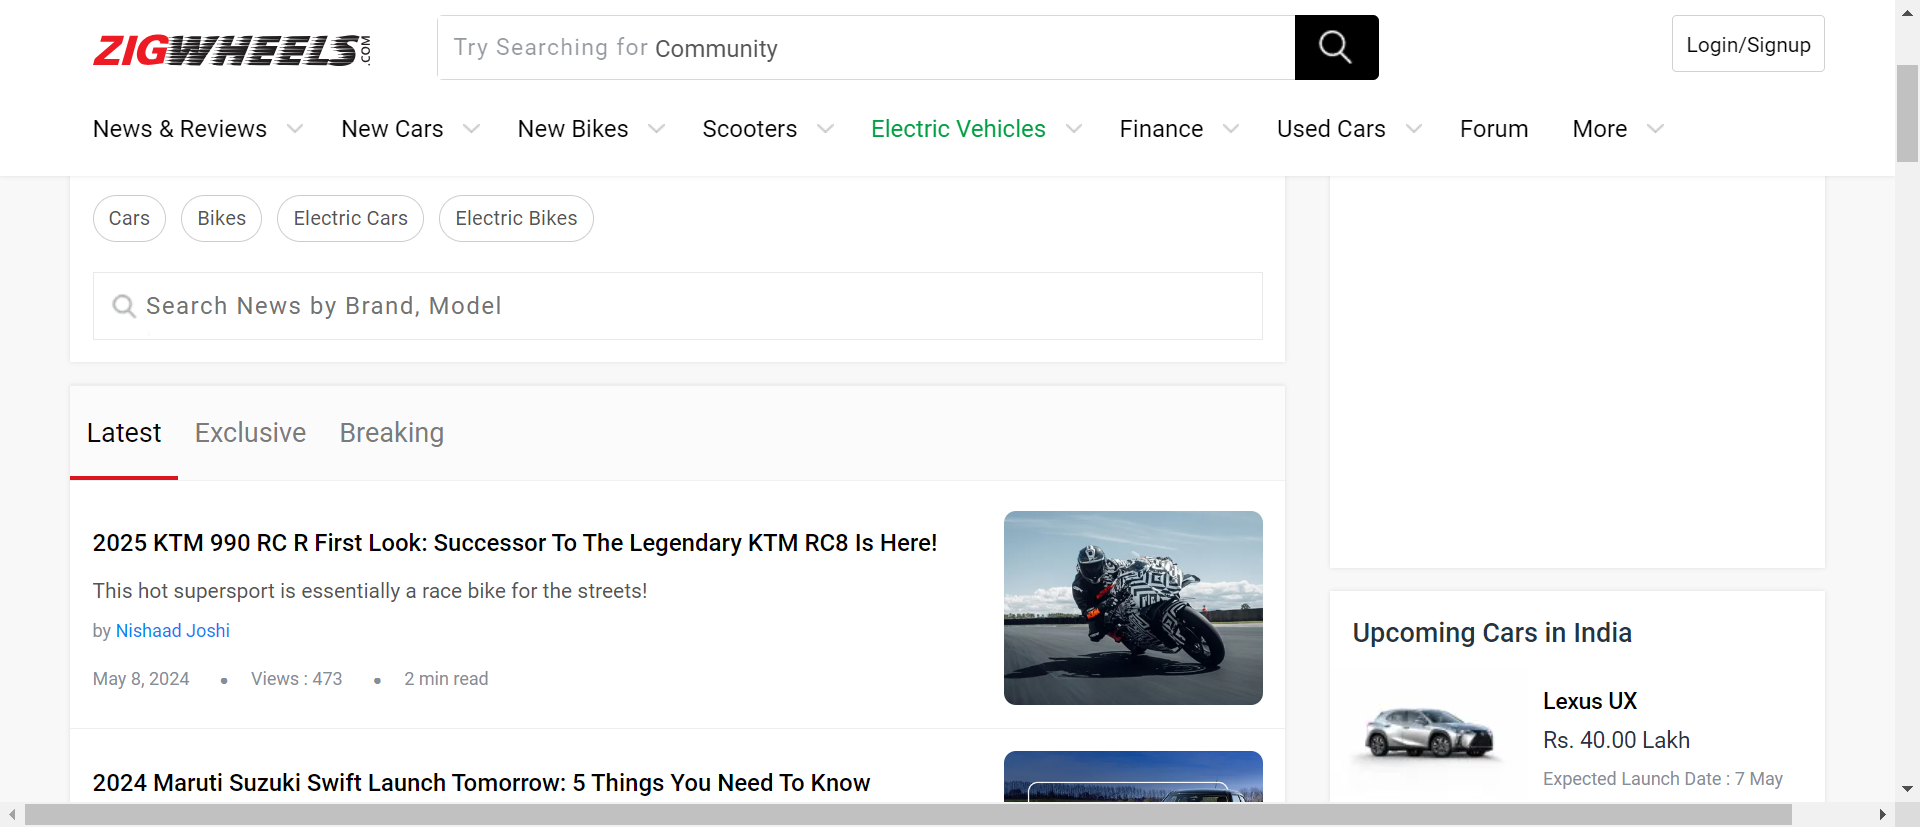 ZIGWHEELS.COM
Try Searching for Community
Login/Signup
News & Reviews New Cars New Bikes Scooters Electric Vehicles Finance Used Cars Forum More
Cars Bikes Electric Cars Electric Bikes
Search News by Brand, Model
Latest Exclusive Breaking
2025 KTM 990 RC R First Look: Successor To The Legendary KTM RC8 Is Here!
This hot supersport is essentially a race bike for the streets!
by Nishaad Joshi
May 8, 2024 • Views : 473 • 2 min read
2024 Maruti Suzuki Swift Launch Tomorrow: 5 Things You Need To Know
Upcoming Cars in India
Lexus UX
Rs. 40.00 Lakh
Expected Launch Date : 7 May